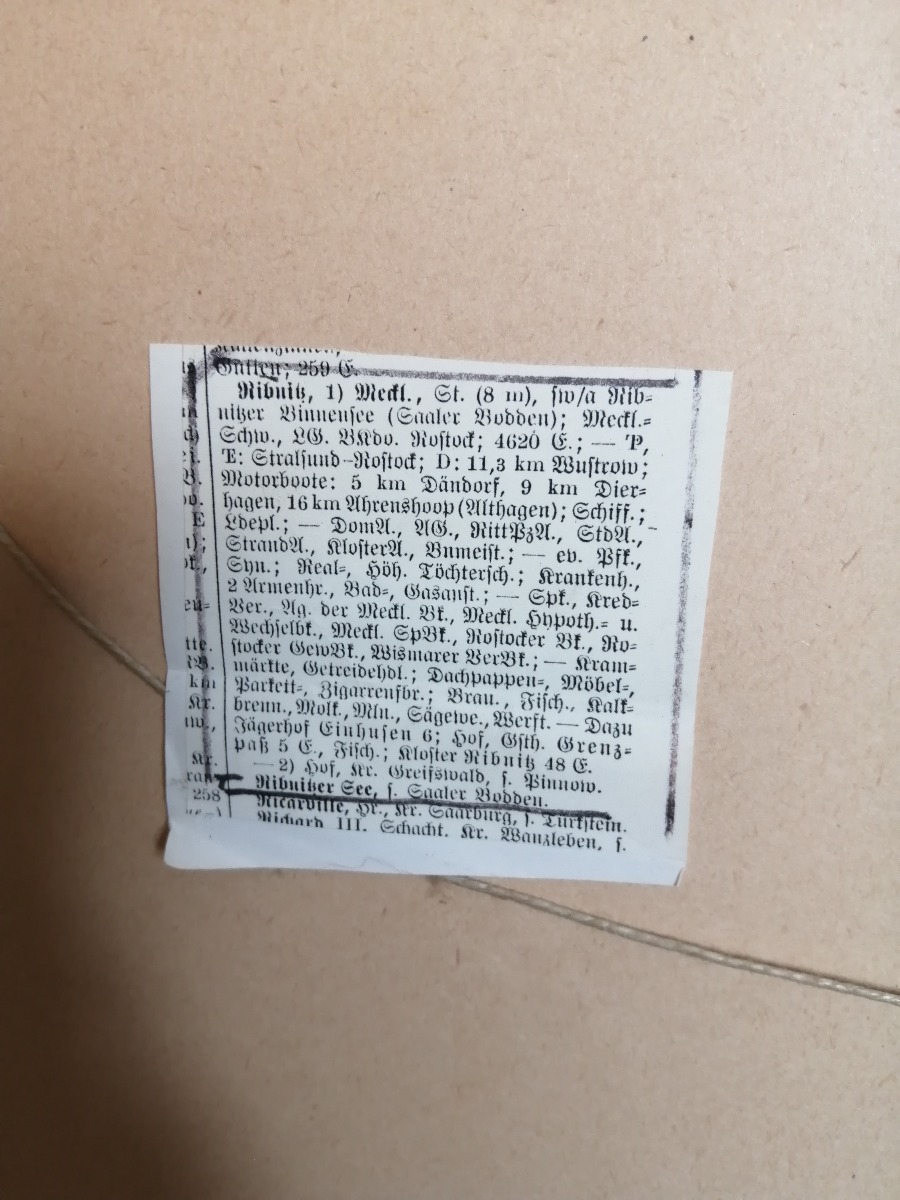 Gutten; 259 E.
Ribnitz, 1) Meckl., St. (8 m), sw/a Rib-
nitzer Binnensee (Saaler Bodden); Meckl.-
Schw., LG. BKdo. Rostock; 4620 E.; — P,
T: Stralsund-Rostock; D: 11,3 km Wustrow;
Motorboote: 5 km Dändorf, 9 km Dier-
hagen, 16 km Ahrenshoop (Althagen); Schiff.;
Ldepl.; — DomA., AG., RittPzA., StdA.,
StrandA., KlosterA., Bnmeist.; — ev. Pfk.,
Syn.; Real-, Höh. Töchtersch.; Krankenh.,
2 Armenhr., Bad-, Gasanst.; — Spk., Kred-
Ver., Ag. der Meckl. Bk., Meckl. Hypoth.- u.
Wechselbk., Meckl. SpBk., Rostocker Bk., Ro-
stocker GewBk., Wismarer VerBk.; — Kram-
märkte, Getreidehdl.; Dachpappen-, Möbel-,
Parkett-, Zigarrenfbr.; Brau., Fisch., Kalk-
brenn., Molk., Mln., Sägewe., Werft. — Dazu
Jägerhof Einhusen 6; Hof, Gsth. Grenz-
paß 5 E., Fisch.; Kloster Ribnitz 48 E.
— 2) Hof, Kr. Greifswald, s. Pinnow.
Ribnitzer See, s. Saaler Bodden.
Ricarville, Hr., Kr. Saarburg, s. Türkstein.
Richard III. Schacht. Kr. Wanzleben, s.
E
km
Kr.
Kr.
258